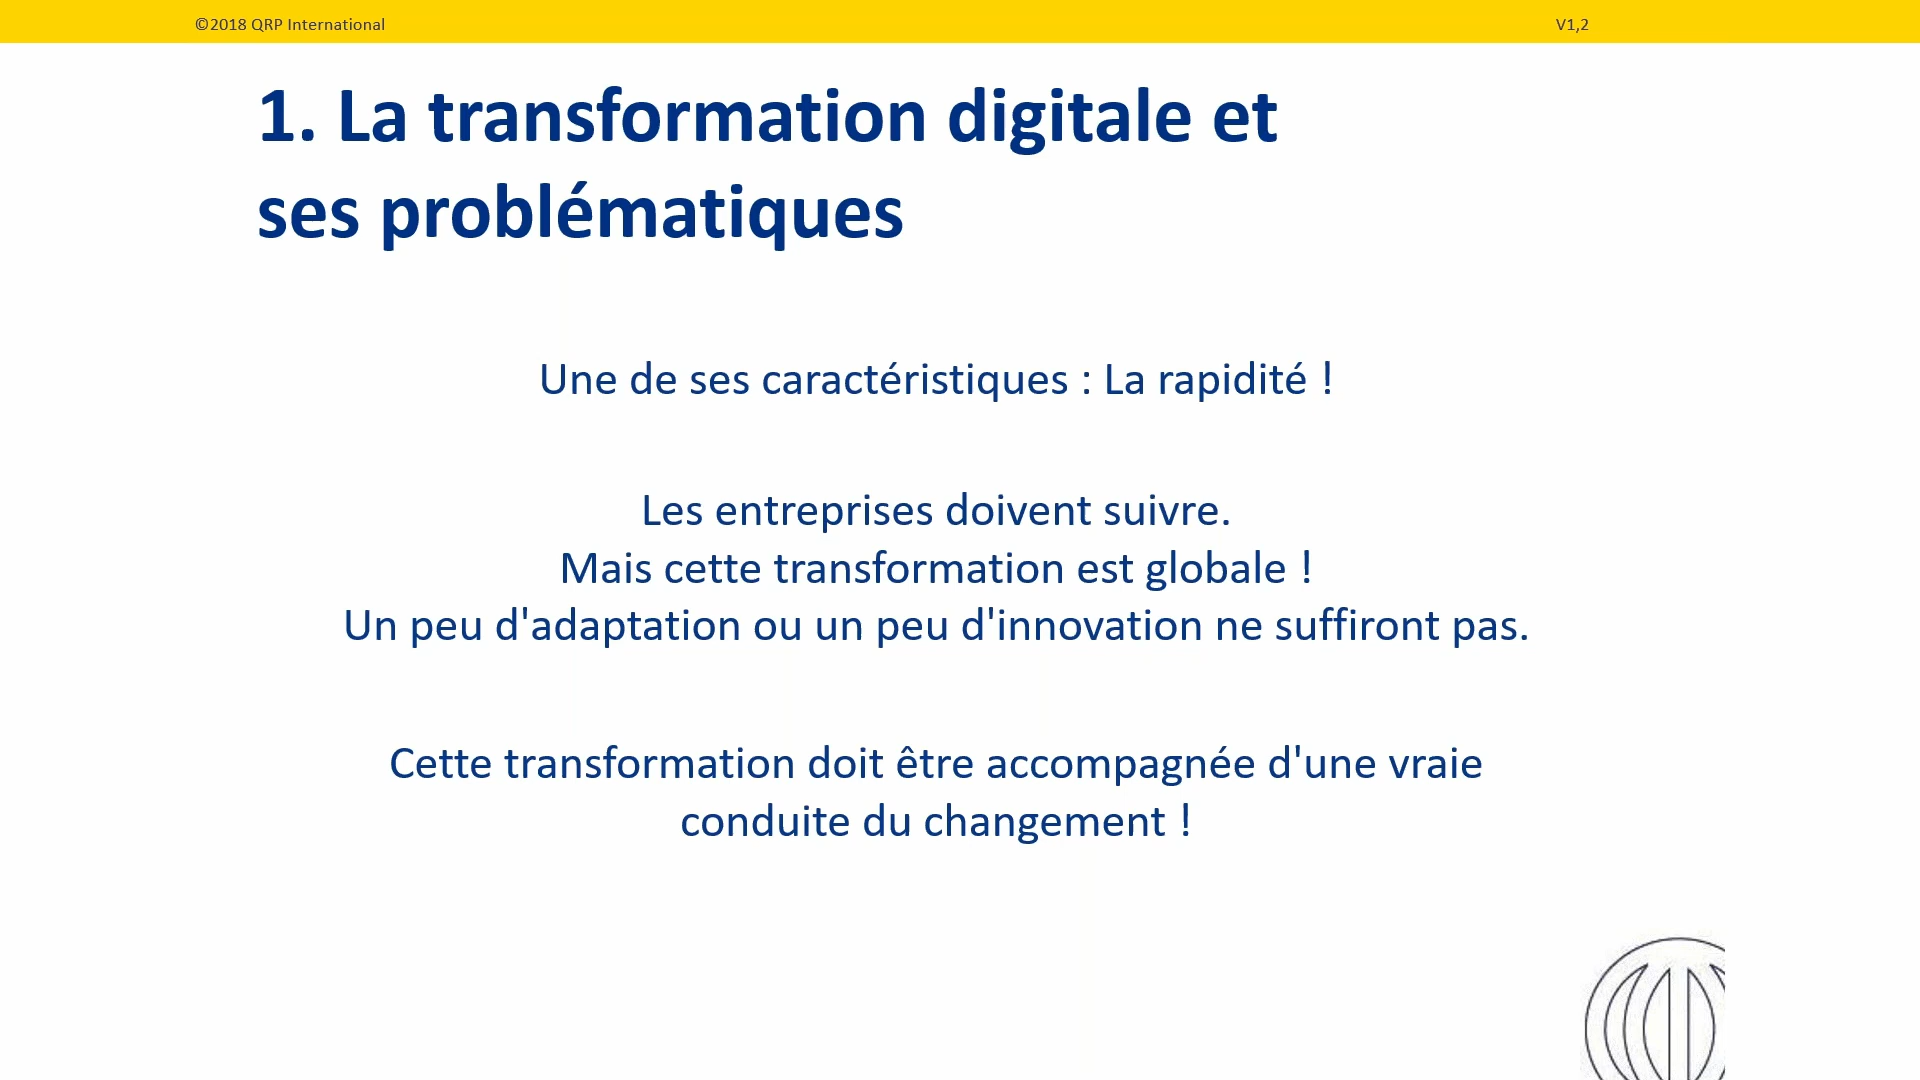 ©2018 QRP International
V1,2
1. La transformation digitale et
ses problématiques
Une de ses caractéristiques : La rapidité !
Les entreprises doivent suivre.
Mais cette transformation est globale !
Un peu d'adaptation ou un peu d'innovation ne suffiront pas.
Cette transformation doit être accompagnée d'une vraie
conduite du changement !